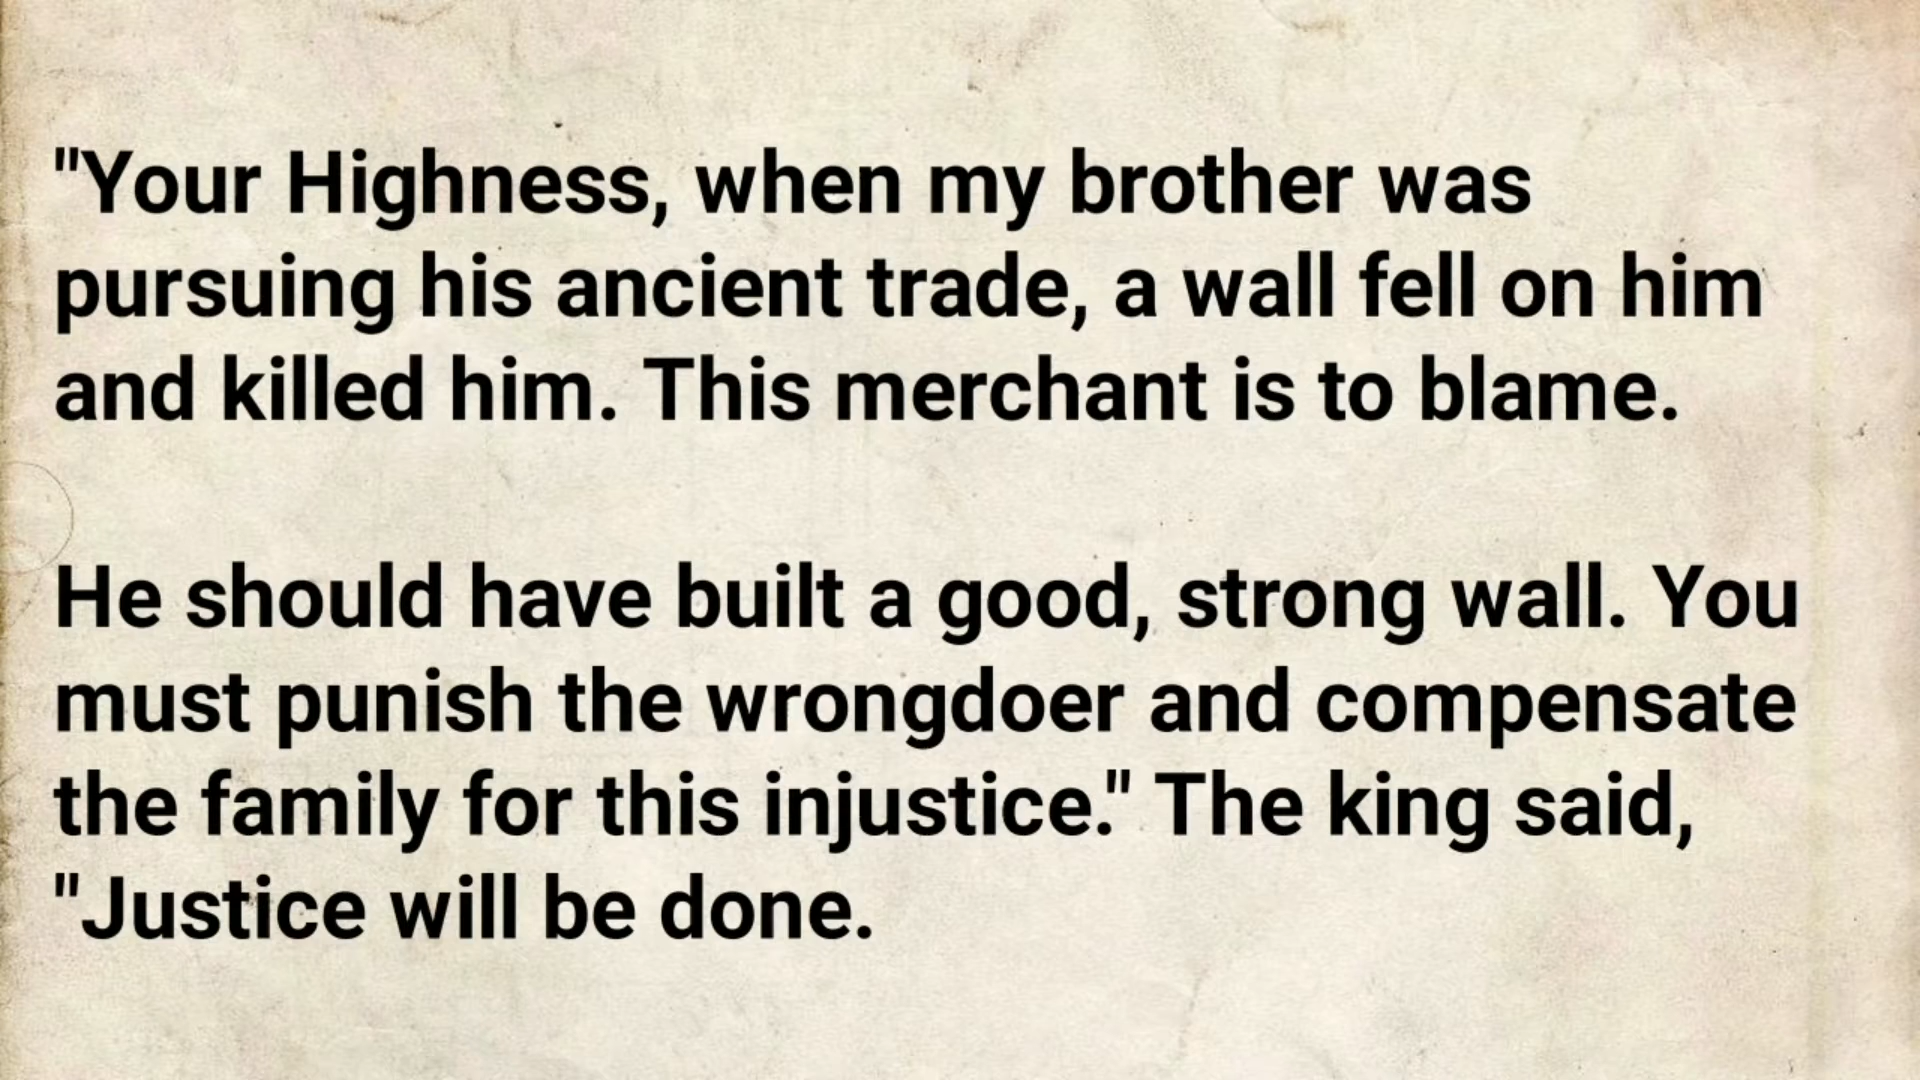 "Your Highness, when my brother was
pursuing his ancient trade, a wall fell on him
and killed him. This merchant is to blame.
He should have built a good, strong wall. You
must punish the wrongdoer and compensate
the family for this injustice." The king said,
"Justice will be done.